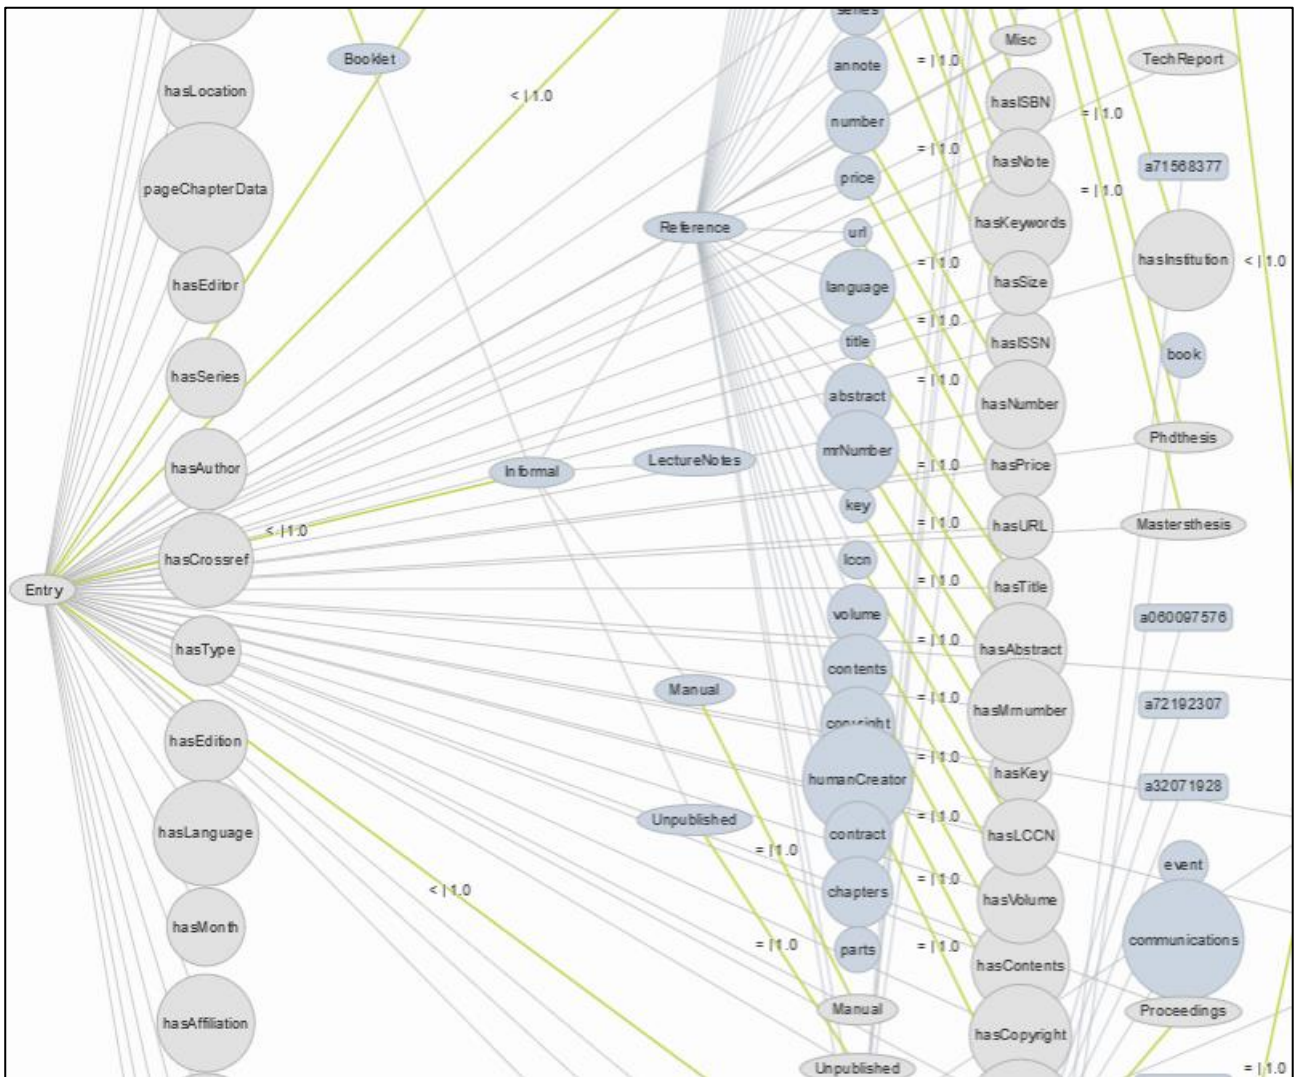 hasLocation
pageChapterData
hasEditor
hasSeries
hasAuthor
hasCrossref
Entry
hasType
hasEdition
hasLanguage
hasMonth
hasAffiliation
Booklet
< | 1.0
< | 1.0
< | 1.0
Informal
Reference
LectureNotes
Manual
Unpublished
= | 1.0
= | 1.0
series
annote
number
price
url
language
title
abstract
mrNumber
key
lccn
volume
contents
copyright
humanCreator
contract
chapters
parts
Manual
Unpublished
= | 1.0
= | 1.0
= | 1.0
= | 1.0
= | 1.0
= | 1.0
= | 1.0
= | 1.0
= | 1.0
= | 1.0
= | 1.0
= | 1.0
= | 1.0
Misc
hasISBN
hasNote
hasKeywords
hasSize
hasISSN
hasNumber
hasPrice
hasURL
hasTitle
hasAbstract
hasMrnumber
hasKey
hasLCCN
hasVolume
hasContents
hasCopyright
= | 1.0
= | 1.0
TechReport
a71568377
hasInstitution
< | 1.0
book
Phdthesis
Mastersthesis
a060097576
a72192307
a32071928
event
communications
Proceedings
= | 1.0
= | 1.0